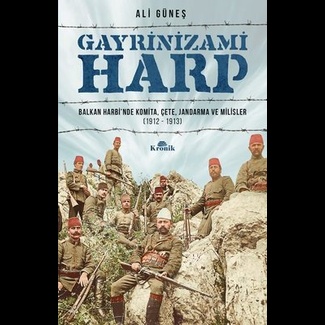 ALİ GÜNEŞ
GAYRİNİZAMİ
HARP
BALKAN HARBİ'NDE KOMİTA, ÇETE, JANDARMA VE MİLİSLER
(1912 - 1913)
Kronik